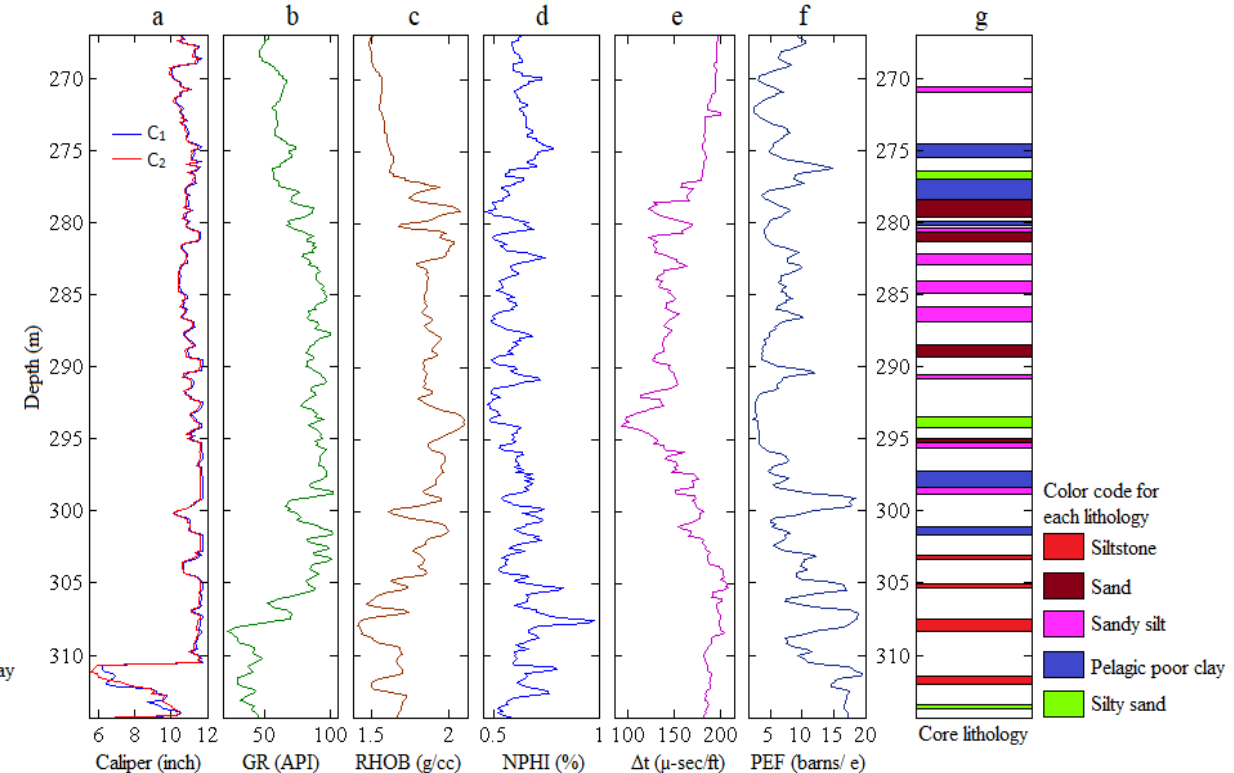 a b c d e f g
270 270
C1
C2
275 275
280 280
285 285
Depth (m)
290 290
295 295
300 300
305 305
310 310
Color code for
each lithology
Siltstone
Sand
Sandy silt
Pelagic poor clay
Silty sand
ay
6 8 10 12 50 100 1.5 2 0.5 1 100 150 200 5 10 15 20
Caliper (inch) GR (API) RHOB (g/cc) NPHI (%) Δt (μ-sec/ft) PEF (barns/ e) Core lithology